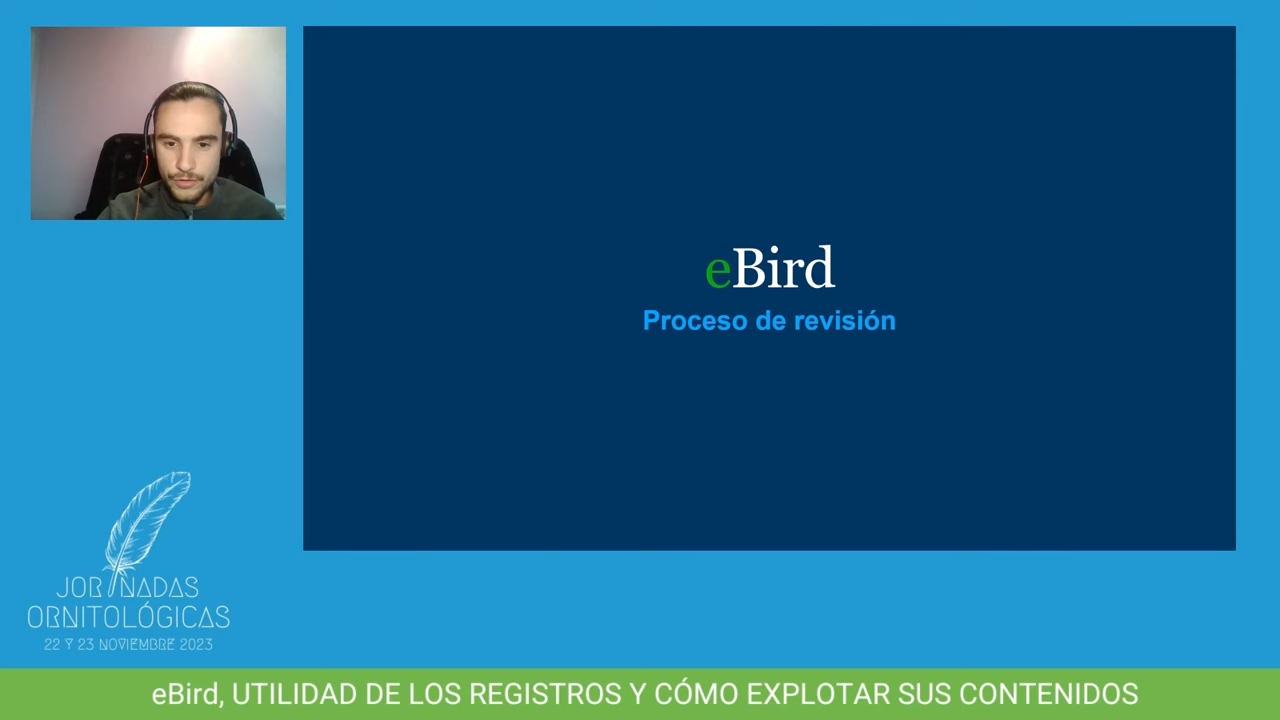 eBird
Proceso de revisión
JORNADAS
ORNITOLÓGICAS
22 Y 23 NOVIEMBRE 2023
eBird, UTILIDAD DE LOS REGISTROS Y CÓMO EXPLOTAR SUS CONTENIDOS